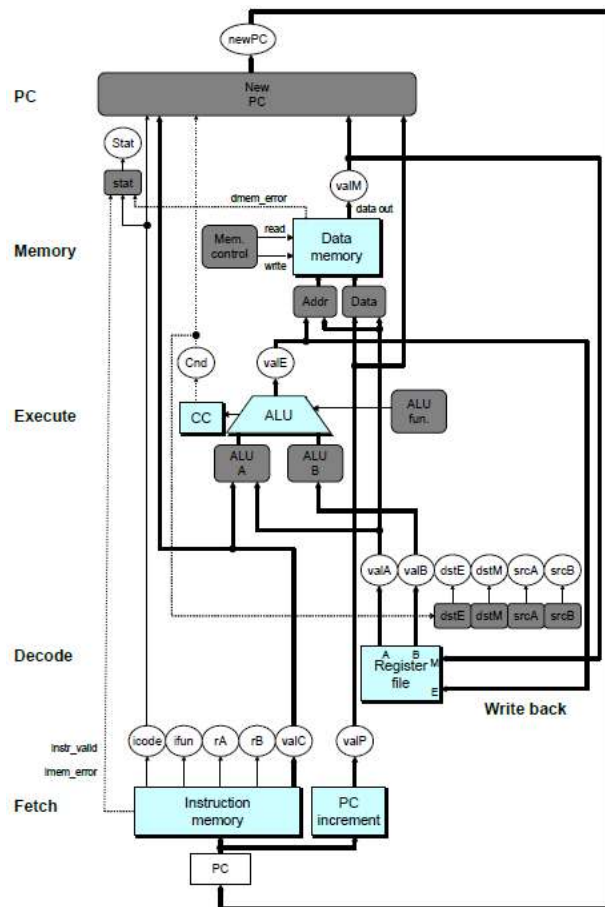 newPC
PC
New
PC
Stat
stat
valM
data out
dmem_error
Memory
Mem.
control
read
write
Data
memory
Addr
Data
Cnd
valE
Execute
CC
ALU
ALU
fun.
ALU
A
ALU
B
valA
valB
dstE
dstM
srcA
srcB
dstE
dstM
srcA
srcB
Decode
A
B
Register
file
M
E
Write back
icode
ifun
rA
rB
valC
valP
Instr_valid
Imem_error
Fetch
Instruction
memory
PC
increment
PC